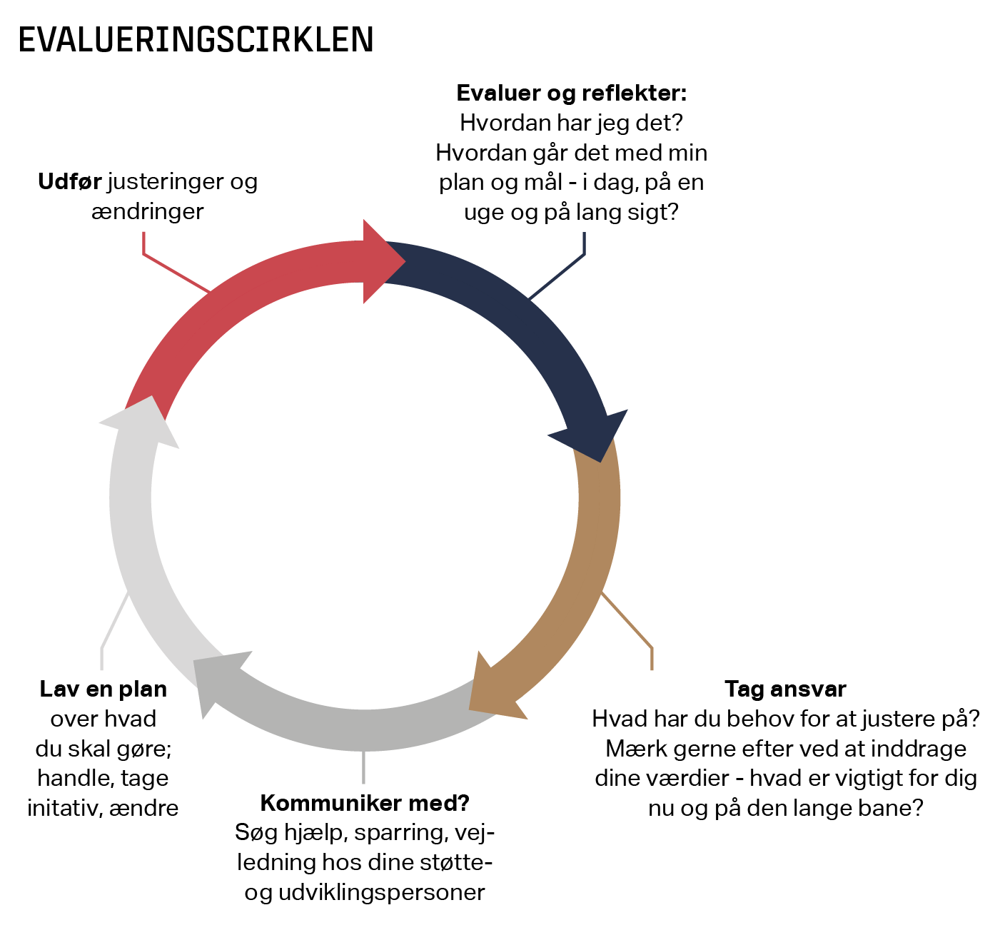 EVALUERINGSCIRKLEN
Evaluer og reflekter:
Hvordan har jeg det?
Hvordan går det med min
plan og mål - i dag, på en
uge og på lang sigt?
Udfør justeringer og
ændringer
Tag ansvar
Hvad har du behov for at justere på?
Mærk gerne efter ved at inddrage
dine værdier - hvad er vigtigt for dig
nu og på den lange bane?
Kommuniker med?
Søg hjælp, sparring, vej-
ledning hos dine støtte-
og udviklingspersoner
Lav en plan
over hvad
du skal gøre;
handle, tage
initativ, ændre